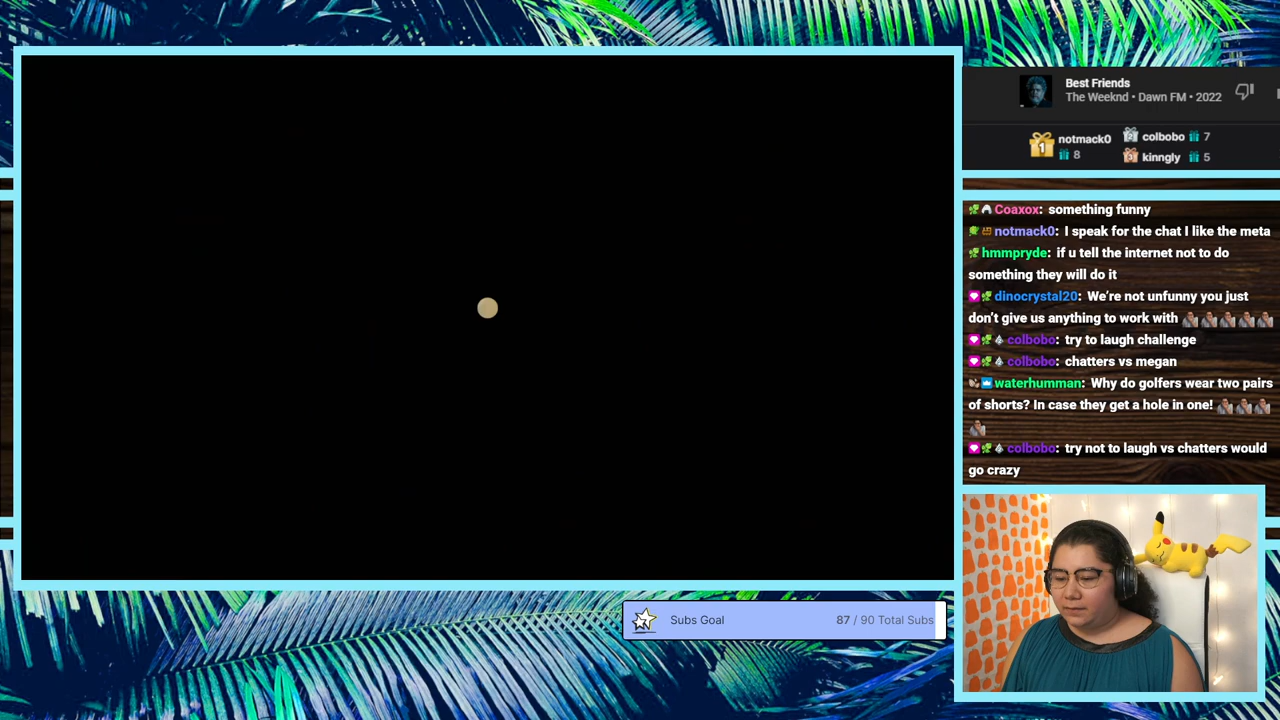 Best Friends
The Weeknd • Dawn FM • 2022
1
notmack0
8
colbobo 7
kinngly 5
Coaxox: something funny
notmack0: I speak for the chat I like the meta
hmmpryde: if u tell the internet not to do
something they will do it
dinocrystal20: We’re not unfunny you just
don’t give us anything to work with
colbobo: try to laugh challenge
colbobo: chatters vs megan
waterhumman: Why do golfers wear two pairs
of shorts? In case they get a hole in one!
colbobo: try not to laugh vs chatters would
go crazy
Subs Goal 87 / 90 Total Subs